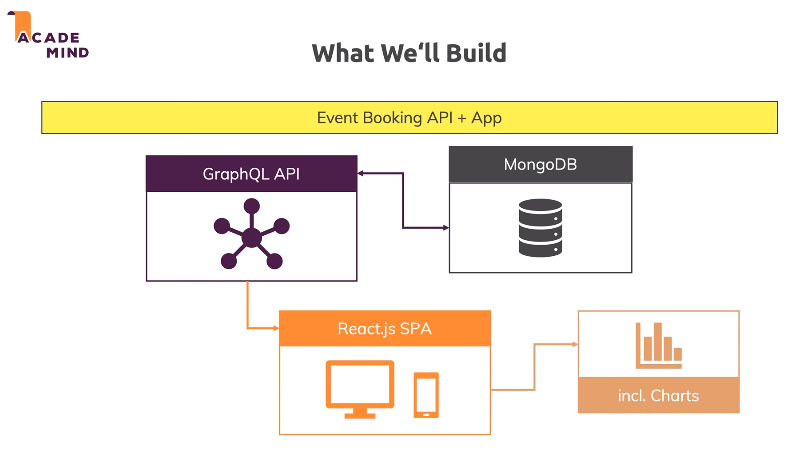 ACADE
MIND
What We‘ll Build
Event Booking API + App
GraphQL API
MongoDB
React.js SPA
incl. Charts